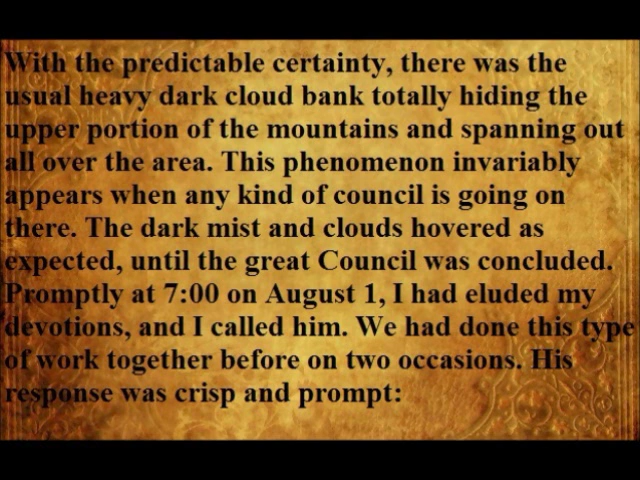 With the predictable certainty, there was the
usual heavy dark cloud bank totally hiding the
upper portion of the mountains and spanning out
all over the area. This phenomenon invariably
appears when any kind of council is going on
there. The dark mist and clouds hovered as
expected, until the great Council was concluded.
Promptly at 7:00 on August 1, I had eluded my
devotions, and I called him. We had done this type
of work together before on two occasions. His
response was crisp and prompt: